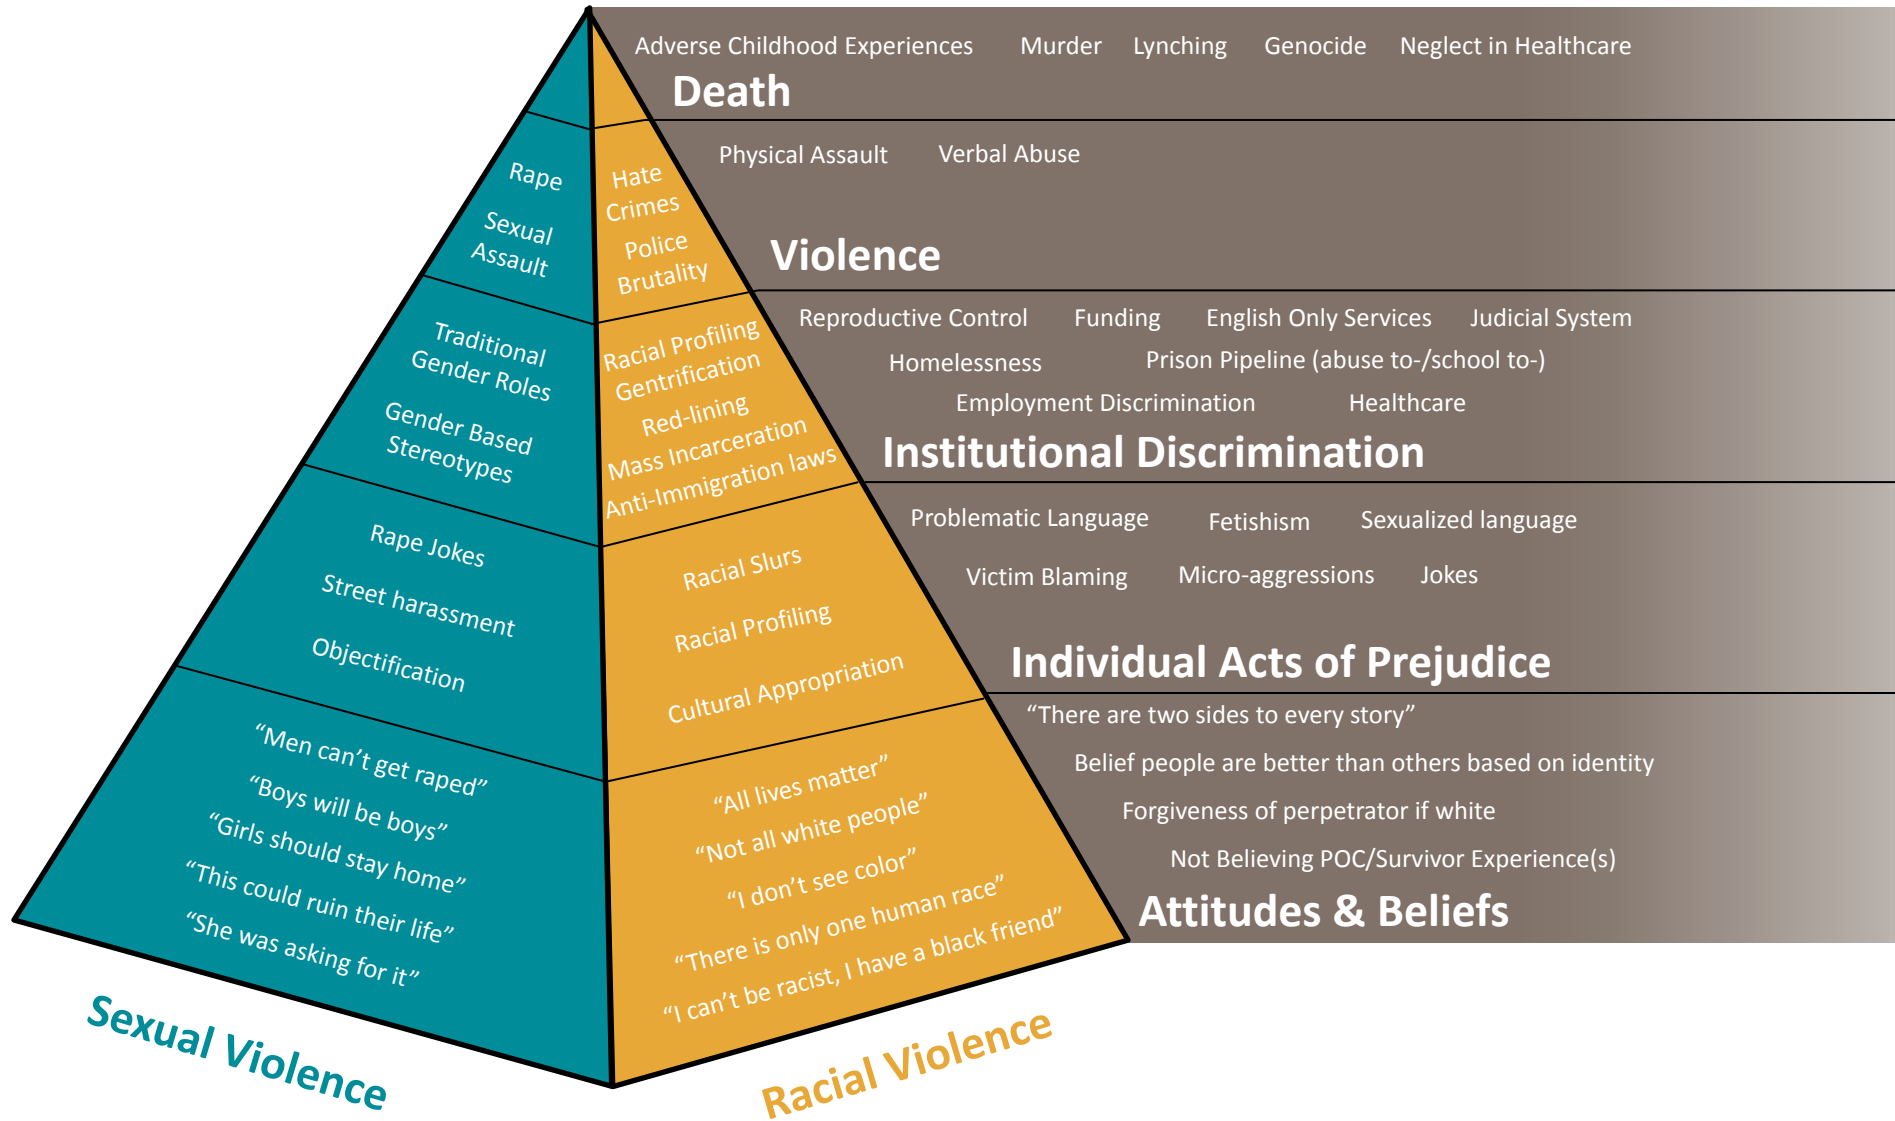 Adverse Childhood Experiences Murder Lynching Genocide Neglect in Healthcare
Death
Rape
Sexual
Assault
Hate
Crimes
Police
Brutality
Physical Assault Verbal Abuse
Violence
Traditional
Gender Roles
Gender Based
Stereotypes
Racial Profiling
Gentrification
Red-lining
Mass Incarceration
Anti-Immigration laws
Reproductive Control Funding English Only Services Judicial System
Homelessness Prison Pipeline (abuse to-/school to-)
Employment Discrimination Healthcare
Institutional Discrimination
Rape Jokes
Street harassment
Objectification
Racial Slurs
Racial Profiling
Cultural Appropriation
Problematic Language Fetishism Sexualized language
Victim Blaming Micro-aggressions Jokes
Individual Acts of Prejudice
“Men can’t get raped”
“Boys will be boys”
“Girls should stay home”
“This could ruin their life”
“She was asking for it”
“All lives matter”
“Not all white people”
“I don’t see color”
“There is only one human race”
“I can’t be racist, I have a black friend”
“There are two sides to every story”
Belief people are better than others based on identity
Forgiveness of perpetrator if white
Not Believing POC/Survivor Experience(s)
Attitudes & Beliefs
Sexual Violence
Racial Violence